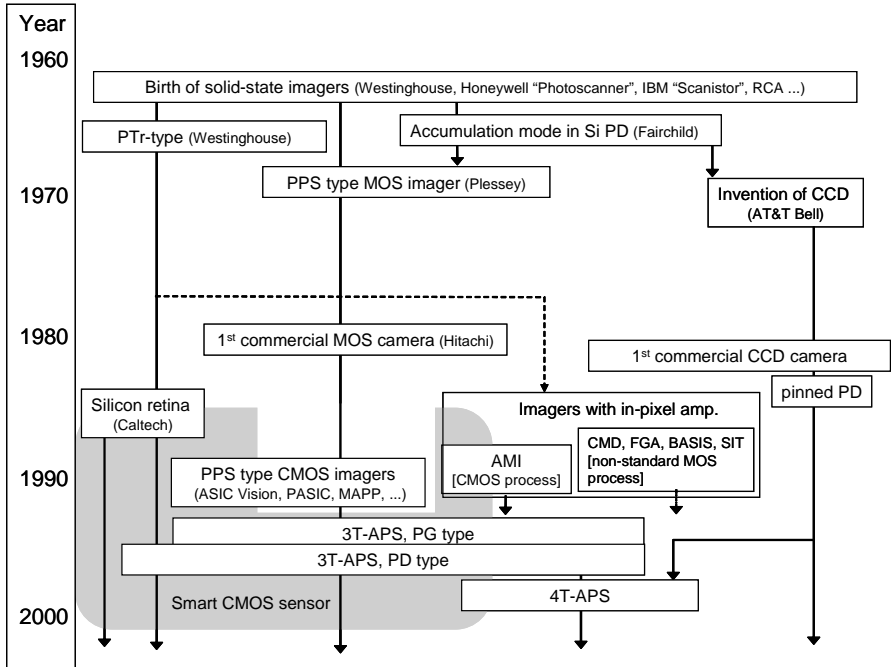 Year
1960
Birth of solid-state imagers (Westinghouse, Honeywell “Photoscanner”, IBM “Scanistor”, RCA ...)
PTr-type (Westinghouse)
Accumulation mode in Si PD (Fairchild)
PPS type MOS imager (Plessey)
1970
Invention of CCD
(AT&T Bell)
1980
1st commercial MOS camera (Hitachi)
1st commercial CCD camera
pinned PD
Silicon retina
(Caltech)
Imagers with in-pixel amp.
CMD, FGA, BASIS, SIT
[non-standard MOS
process]
AMI
[CMOS process]
1990
PPS type CMOS imagers
(ASIC Vision, PASIC, MAPP, ...)
3T-APS, PG type
3T-APS, PD type
4T-APS
Smart CMOS sensor
2000